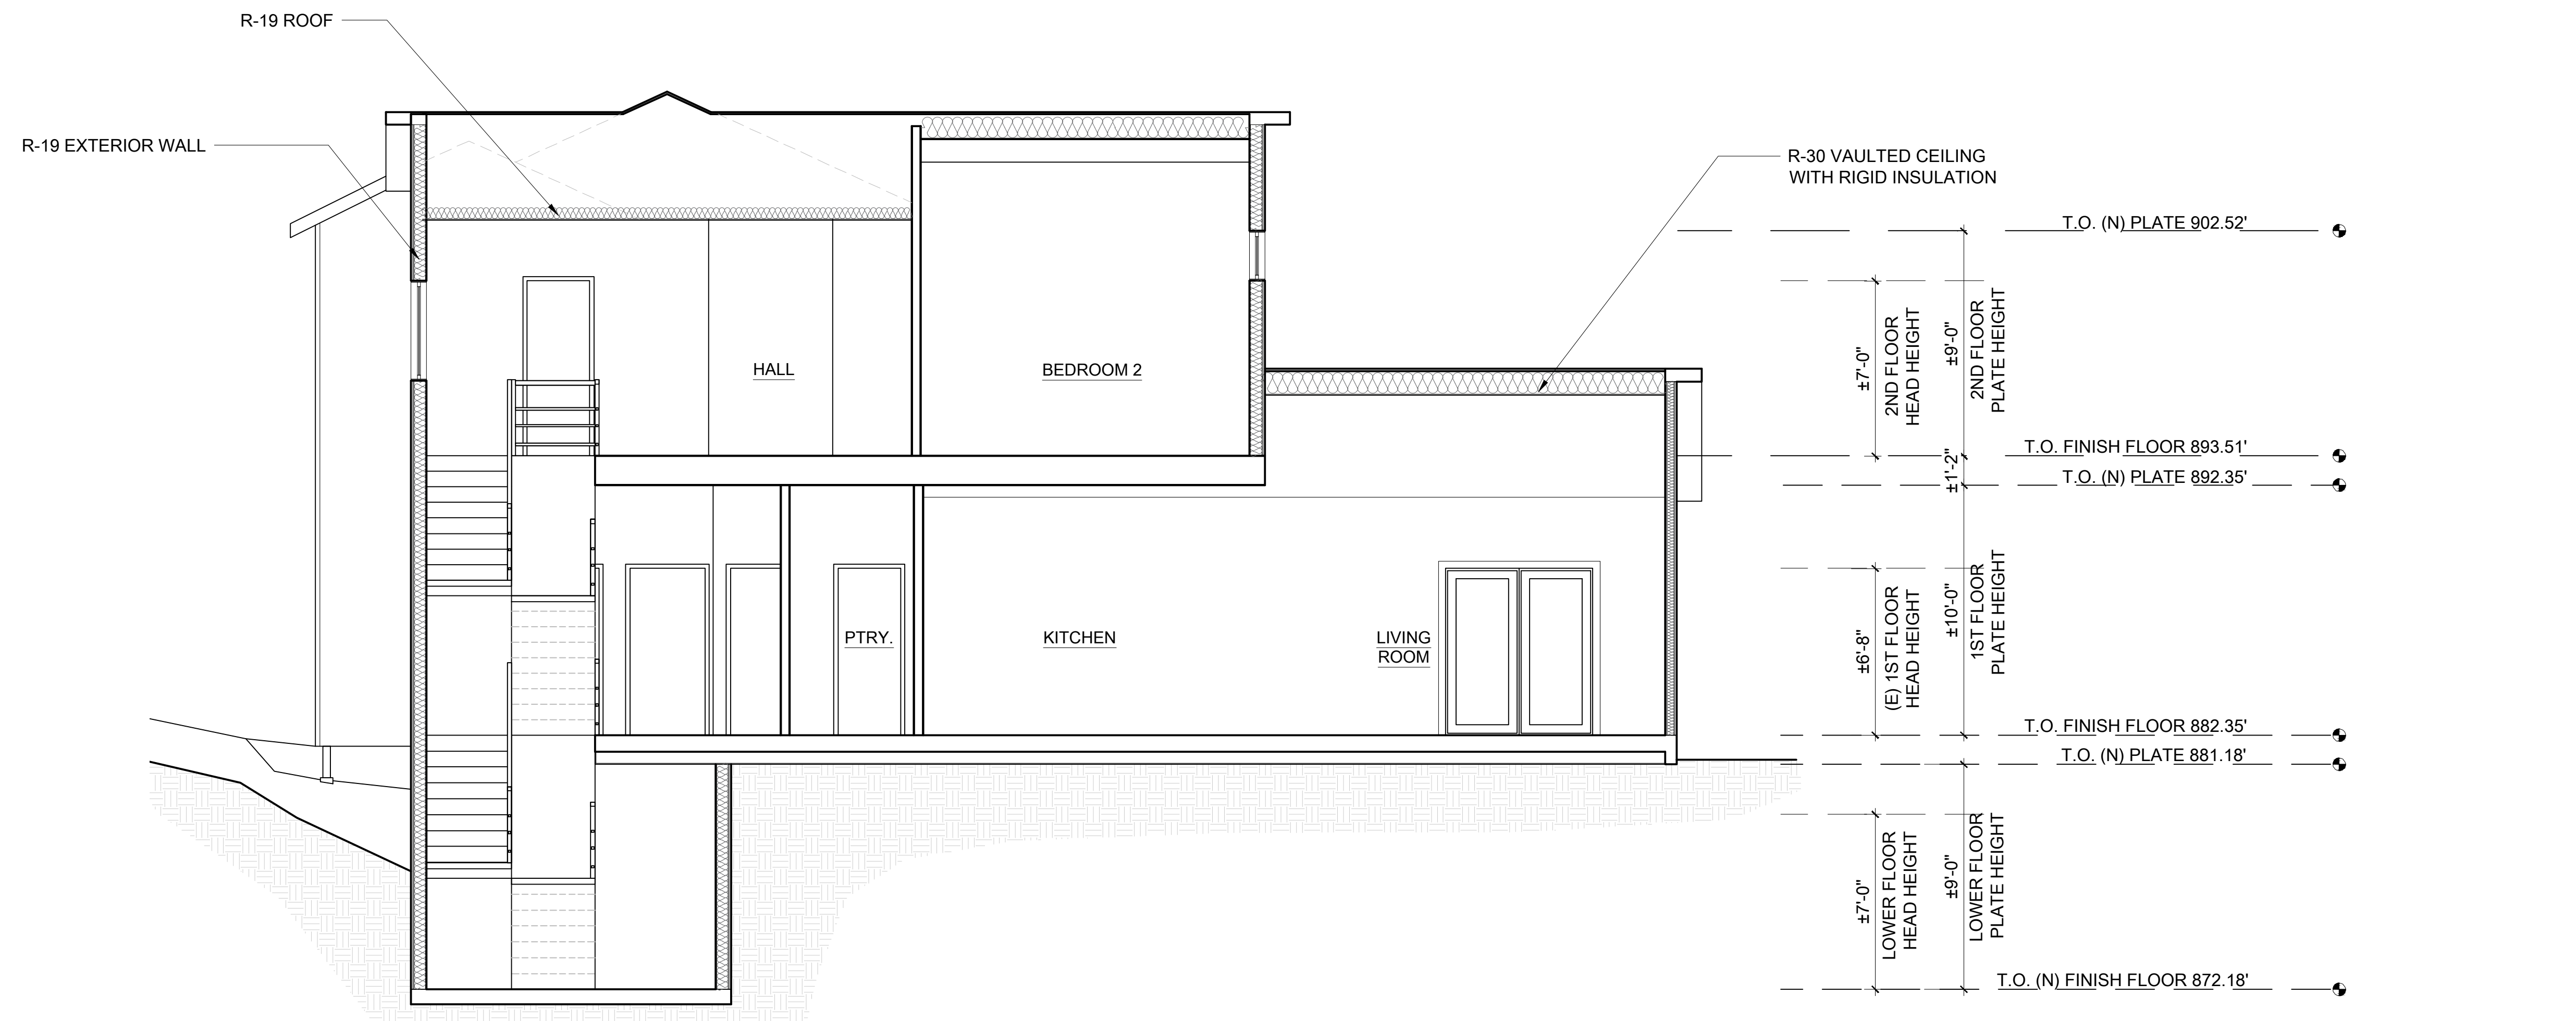 R-19 ROOF
R-19 EXTERIOR WALL
R-30 VAULTED CEILING
WITH RIGID INSULATION
T.O. (N) PLATE 902.52'
±7'-0"
2ND FLOOR
HEAD HEIGHT
±9'-0"
2ND FLOOR
PLATE HEIGHT
HALL
BEDROOM 2
T.O. FINISH FLOOR 893.51'
±1'-2"
T.O. (N) PLATE 892.35'
±6'-8"
(E) 1ST FLOOR
HEAD HEIGHT
±10'-0"
1ST FLOOR
PLATE HEIGHT
PTRY.
KITCHEN
LIVING
ROOM
T.O. FINISH FLOOR 882.35'
T.O. (N) PLATE 881.18'
±7'-0"
LOWER FLOOR
HEAD HEIGHT
±9'-0"
LOWER FLOOR
PLATE HEIGHT
T.O. (N) FINISH FLOOR 872.18'